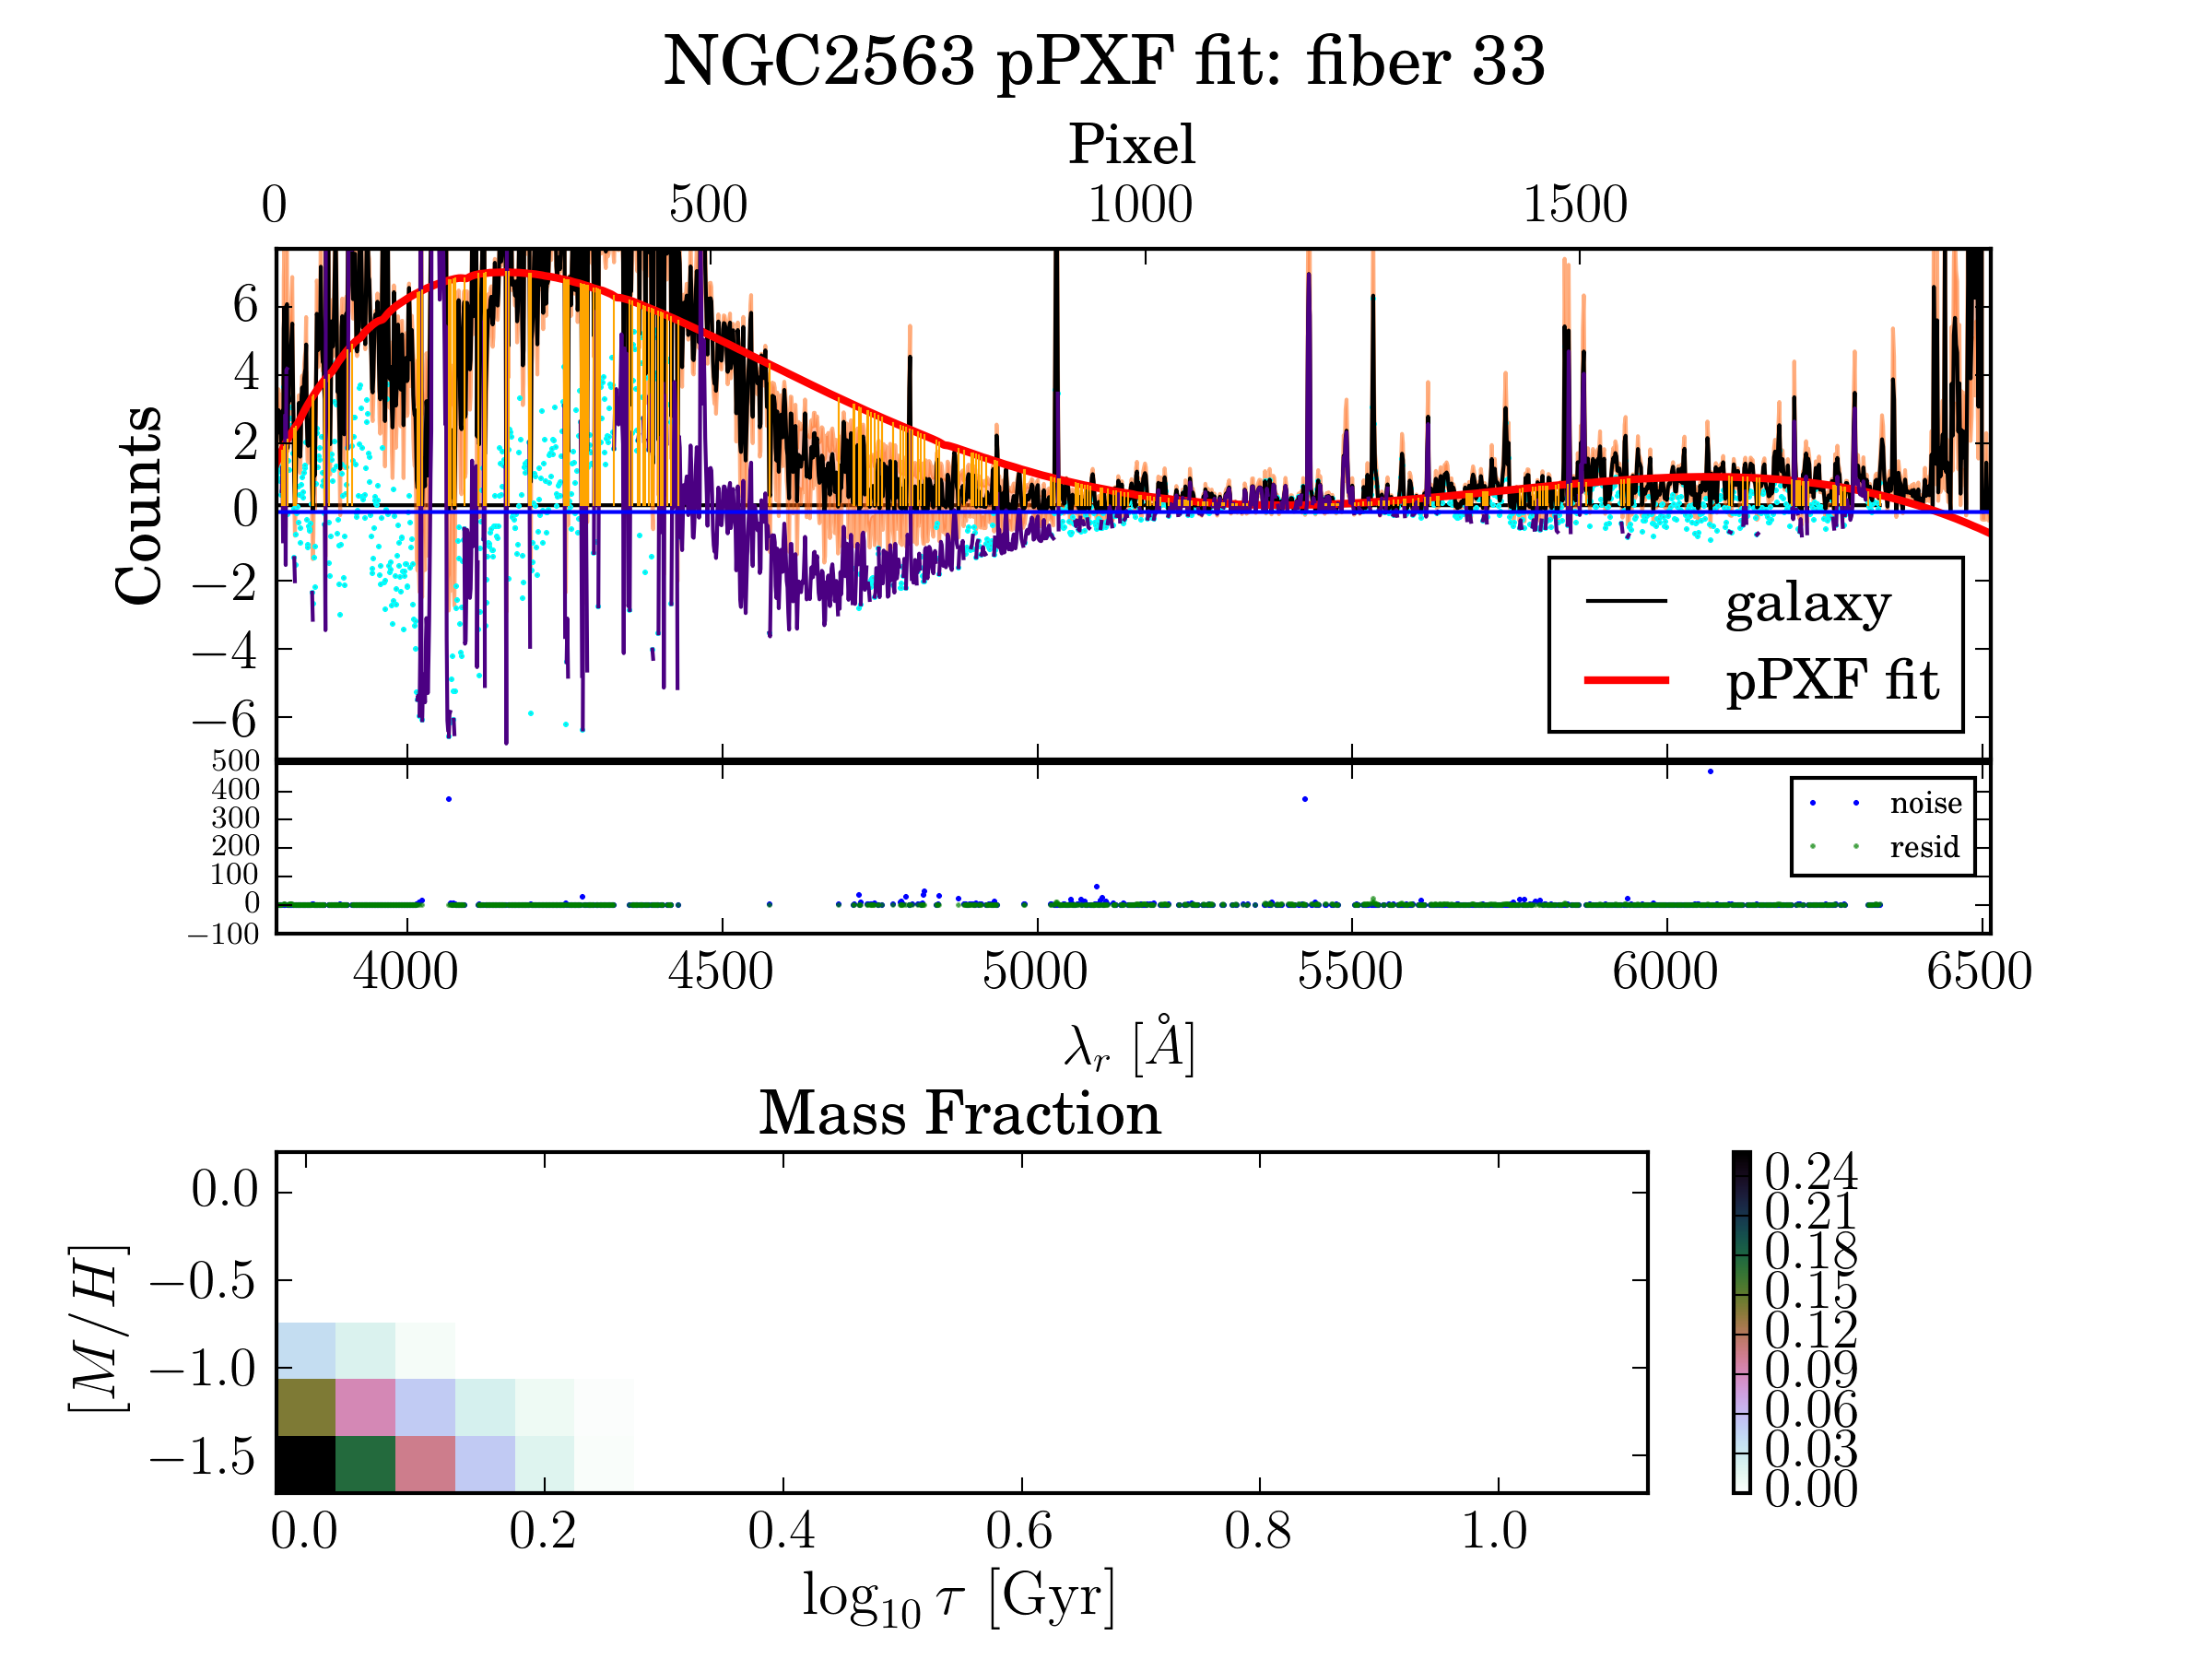 NGC2563 pPXF fit: fiber 33
Pixel
0 500 1000 1500
Counts
6
4
2
0
−2
−4
−6
galaxy
pPXF fit
500
400
300
200
100
0
−100
noise
resid
4000 4500 5000 5500 6000 6500
λr [Å]
Mass Fraction
[M/H]
0.0
−0.5
−1.0
−1.5
0.24
0.21
0.18
0.15
0.12
0.09
0.06
0.03
0.00
0.0 0.2 0.4 0.6 0.8 1.0
log10 τ [Gyr]